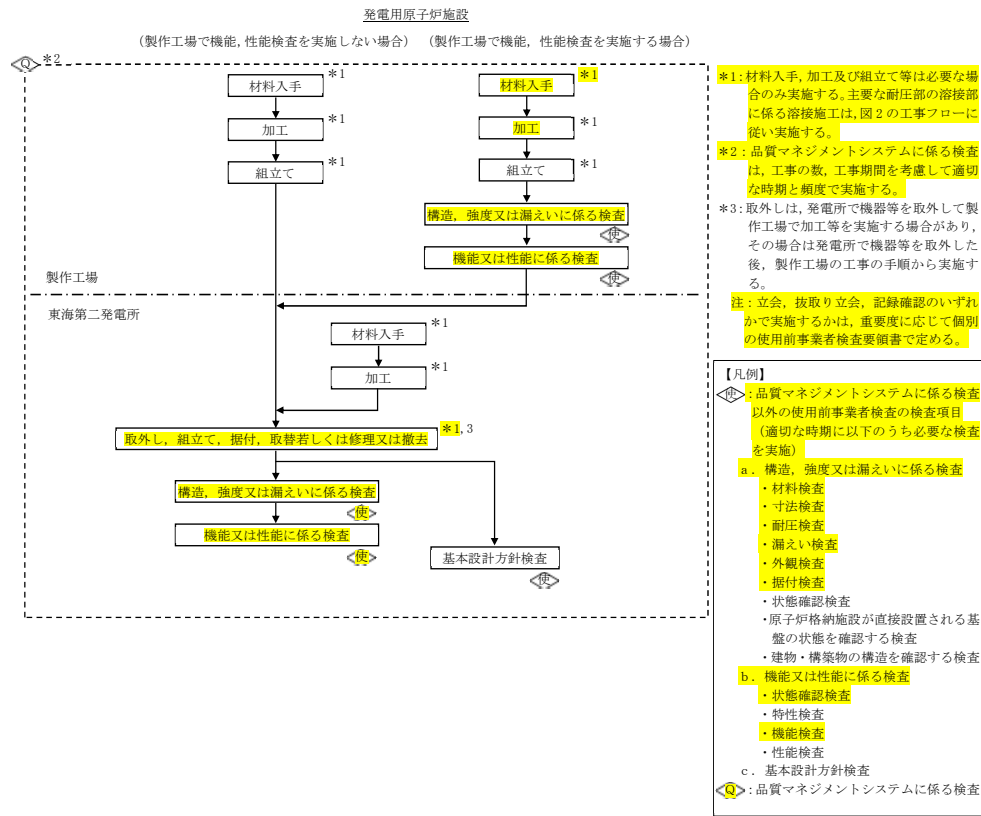 発電用原子炉施設
（製作工場で機能,性能検査を実施しない場合） （製作工場で機能，性能検査を実施する場合）
Q ＊2
材料入手 ＊1
加工 ＊1
組立て ＊1
材料入手 ＊1
加工 ＊1
組立て ＊1
構造，強度又は漏えいに係る検査
使
機能又は性能に係る検査
使
製作工場
東海第二発電所
材料入手 ＊1
加工 ＊1
取外し，組立て，据付，取替若しくは修理又は撤去 ＊1,3
構造，強度又は漏えいに係る検査
使
機能又は性能に係る検査
使
基本設計方針検査
使
＊1：材料入手，加工及び組立て等は必要な場
合のみ実施する。主要な耐圧部の溶接部
に係る溶接施工は，図２の工事フローに
従い実施する。
＊2：品質マネジメントシステムに係る検査
は，工事の数，工事期間を考慮して適切
な時期と頻度で実施する。
＊3：取外しは，発電所で機器等を取外して製
作工場で加工等を実施する場合があり，
その場合は発電所で機器等を取外した
後，製作工場の工事の手順から実施す
る。
注：立会，抜取り立会，記録確認のいずれ
かで実施するかは，重要度に応じて個別
の使用前事業者検査要領書で定める。
【凡例】
使：品質マネジメントシステムに係る検査
以外の使用前事業者検査の検査項目
（適切な時期に以下のうち必要な検査
を実施）
ａ．構造，強度又は漏えいに係る検査
・材料検査
・寸法検査
・耐圧検査
・漏えい検査
・外観検査
・据付検査
・状態確認検査
・原子炉格納施設が直接設置される基
盤の状態を確認する検査
・建物・構築物の構造を確認する検査
ｂ．機能又は性能に係る検査
・状態確認検査
・特性検査
・機能検査
・性能検査
ｃ．基本設計方針検査
Q：品質マネジメントシステムに係る検査